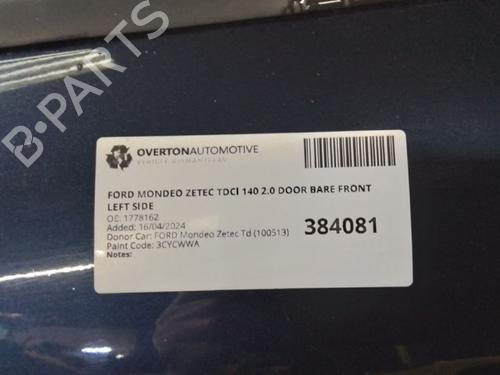 B-PARTS
OVERTONAUTOMOTIVE
VEHICLE DISMANTLERS
FORD MONDEO ZETEC TDCI 140 2.0 DOOR BARE FRONT
LEFT SIDE
OE: 1778162
Added: 16/04/2024
Donor Car: FORD Mondeo Zetec Td (100513)
Paint Code: 3CYCWWA
Notes:
384081